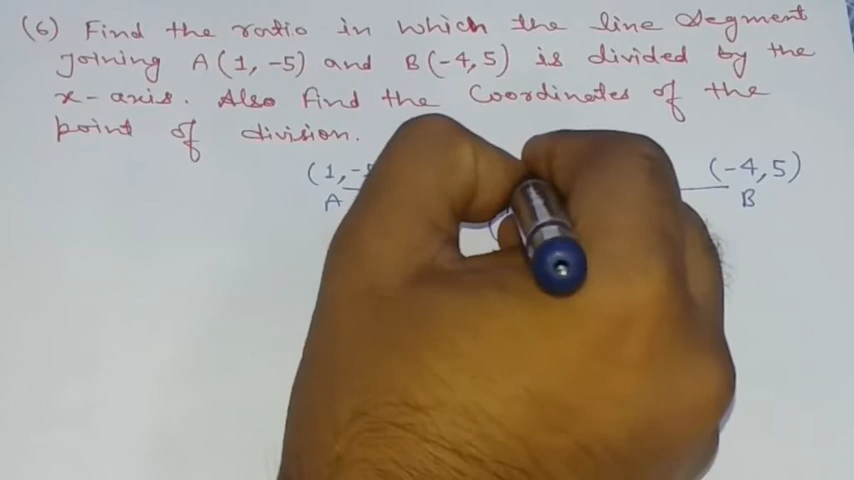 (6) Find the ratio in which the line segment
joining A(1, -5) and B(-4, 5) is divided by the
x-axis. Also find the coordinates of the
point of division.
(1, -5 (-4, 5)
A B